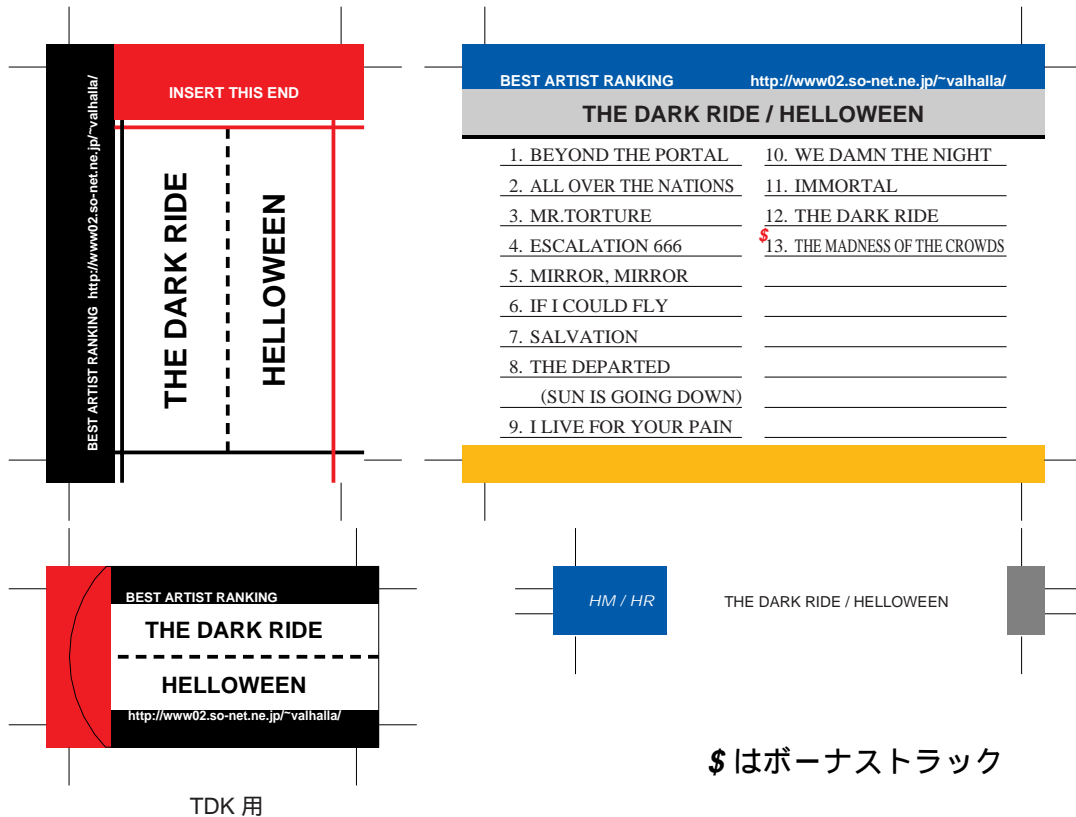 INSERT THIS END
BEST ARTIST RANKING http://www02.so-net.ne.jp/~valhalla/
THE DARK RIDE
HELLOWEEN
BEST ARTIST RANKING http://www02.so-net.ne.jp/~valhalla/
THE DARK RIDE / HELLOWEEN
1. BEYOND THE PORTAL
2. ALL OVER THE NATIONS
3. MR.TORTURE
4. ESCALATION 666
5. MIRROR, MIRROR
6. IF I COULD FLY
7. SALVATION
8. THE DEPARTED
(SUN IS GOING DOWN)
9. I LIVE FOR YOUR PAIN
10. WE DAMN THE NIGHT
11. IMMORTAL
12. THE DARK RIDE
$13. THE MADNESS OF THE CROWDS
BEST ARTIST RANKING
THE DARK RIDE
HELLOWEEN
http://www02.so-net.ne.jp/~valhalla/
TDK 用
HM / HR
THE DARK RIDE / HELLOWEEN
$ はボーナストラック